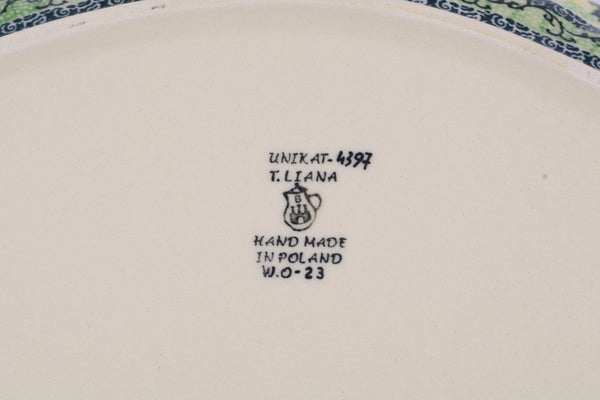 UNIKAT-4397
T. LIANA
B
HAND MADE
IN POLAND
W.O-23